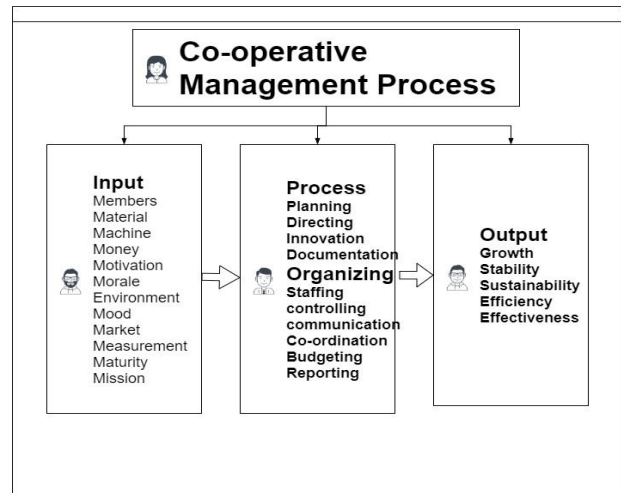 Co-operative
Management Process
Input
Members
Material
Machine
Money
Motivation
Morale
Environment
Mood
Market
Measurement
Maturity
Mission
Process
Planning
Directing
Innovation
Documentation
Organizing
Staffing
controlling
communication
Co-ordination
Budgeting
Reporting
Output
Growth
Stability
Sustainability
Efficiency
Effectiveness